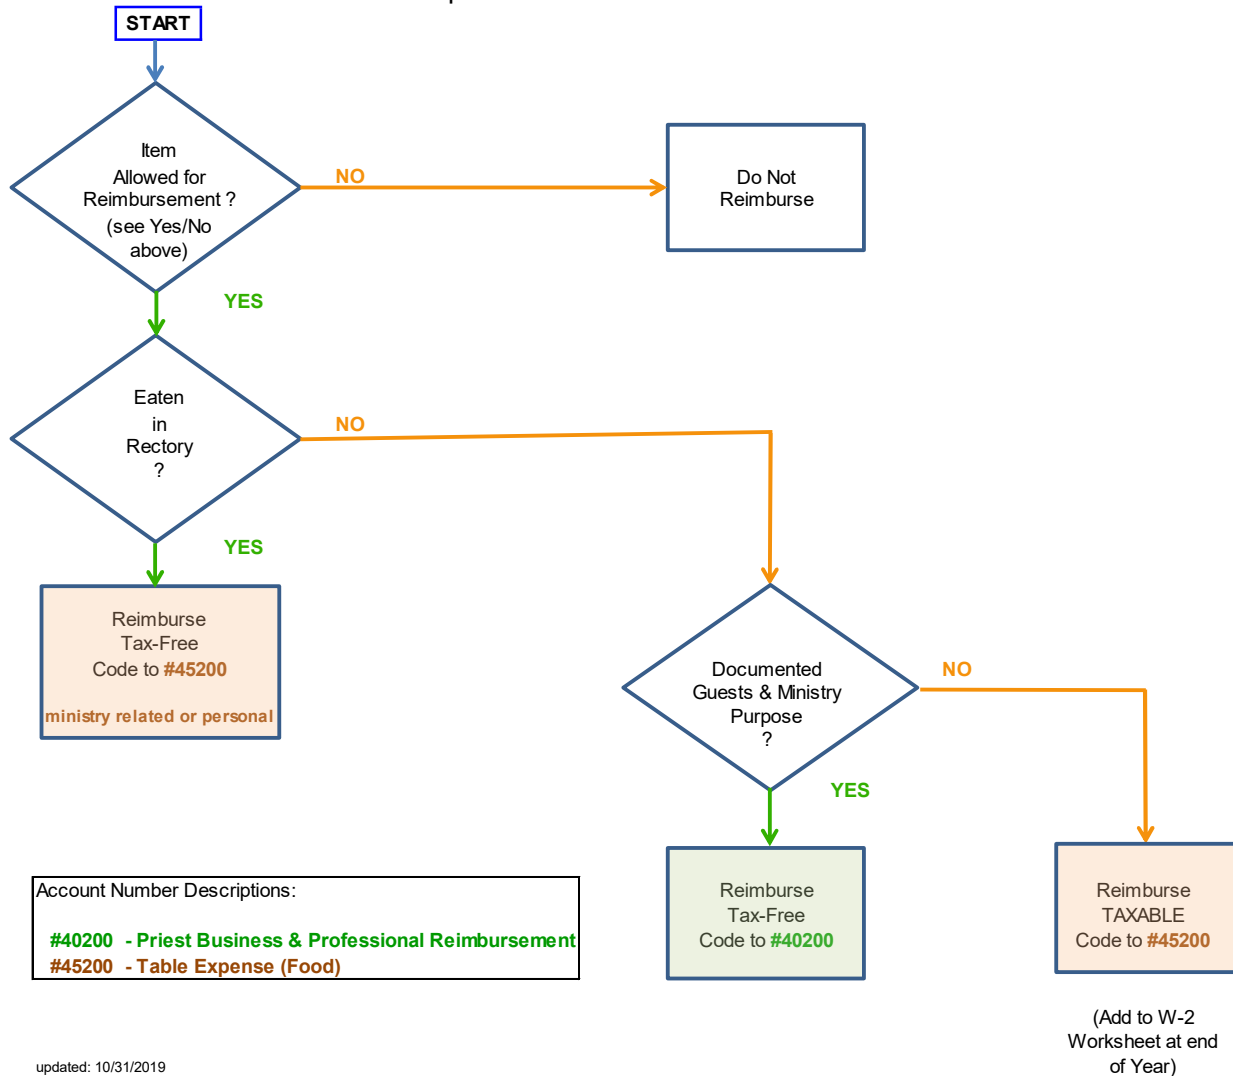 START
Item
Allowed for
Reimbursement ?
(see Yes/No
above)
NO
Do Not
Reimburse
YES
Eaten
in
Rectory
?
NO
YES
Reimburse
Tax-Free
Code to #45200
ministry related or personal
Documented
Guests & Ministry
Purpose
?
NO
YES
Reimburse
Tax-Free
Code to #40200
Reimburse
TAXABLE
Code to #45200
(Add to W-2
Worksheet at end
of Year)
Account Number Descriptions:
#40200 - Priest Business & Professional Reimbursement
#45200 - Table Expense (Food)
updated: 10/31/2019